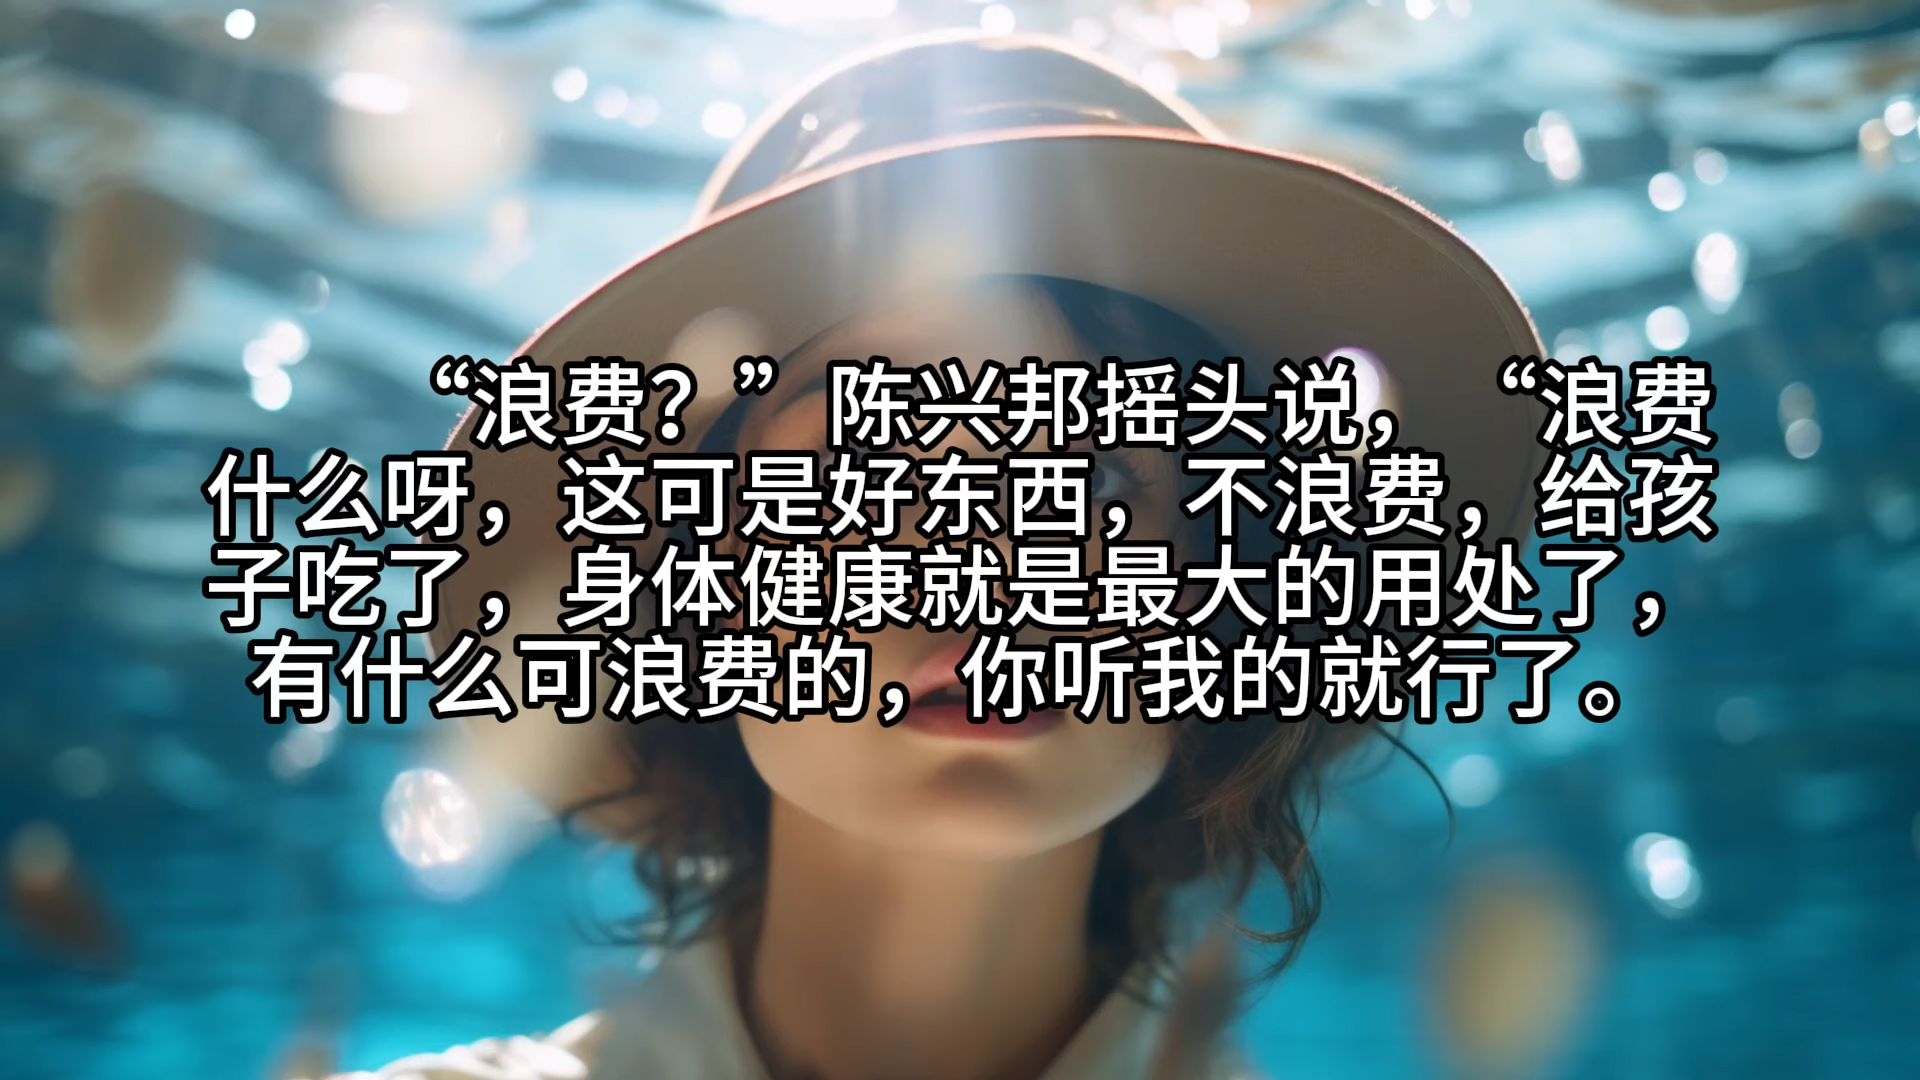 “浪费？”陈兴邦摇头说，“浪费
什么呀，这可是好东西，不浪费，给孩
子吃了，身体健康就是最大的用处了，
有什么可浪费的，你听我的就行了。